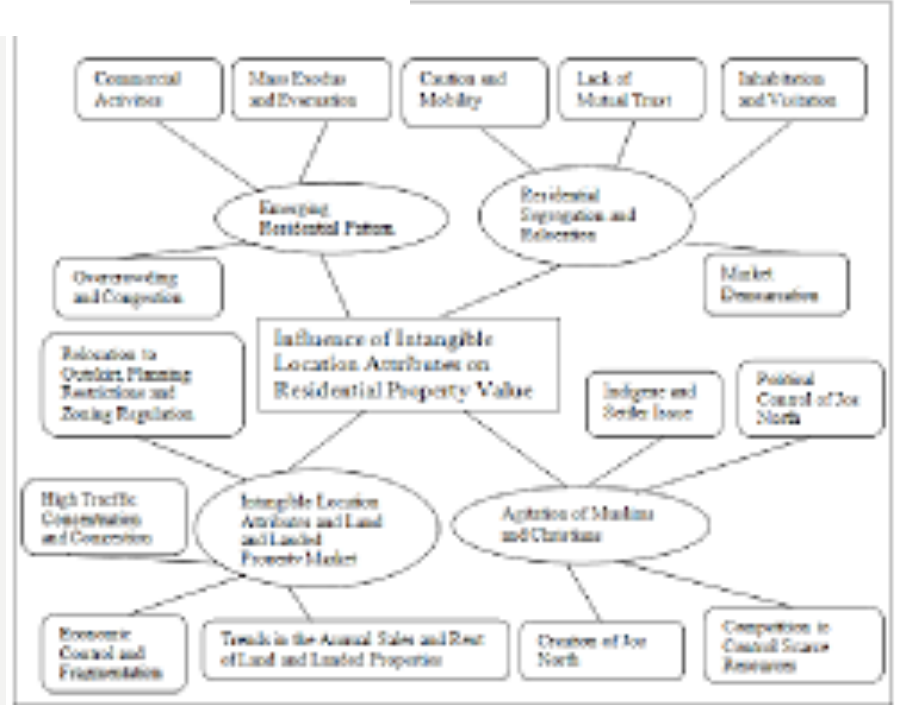 Commercial
Activities
Mass Exodus
and Evacuation
Caution and
Mobility
Lack of
Mutual Trust
Inhabitation
and Visitation
Emerging
Residential Pattern
Residential
Segregation and
Relocation
Overcrowding
and Congestion
Market
Demarcation
Influence of Intangible
Location Attributes on
Residential Property Value
Relocation to
Outskirt, Planning
Restrictions and
Zoning Regulation
Indigene and
Settler Issue
Political
Control of Jos
North
High Traffic
Concentration
and Congestion
Intangible Location
Attributes and Land
and Landed
Property Market
Agitation of Muslims
and Christians
Economic
Control and
Fragmentation
Trends in the Annual Sales and Rent
of Land and Landed Properties
Creation of Jos
North
Competition to
Control Scarce
Resources